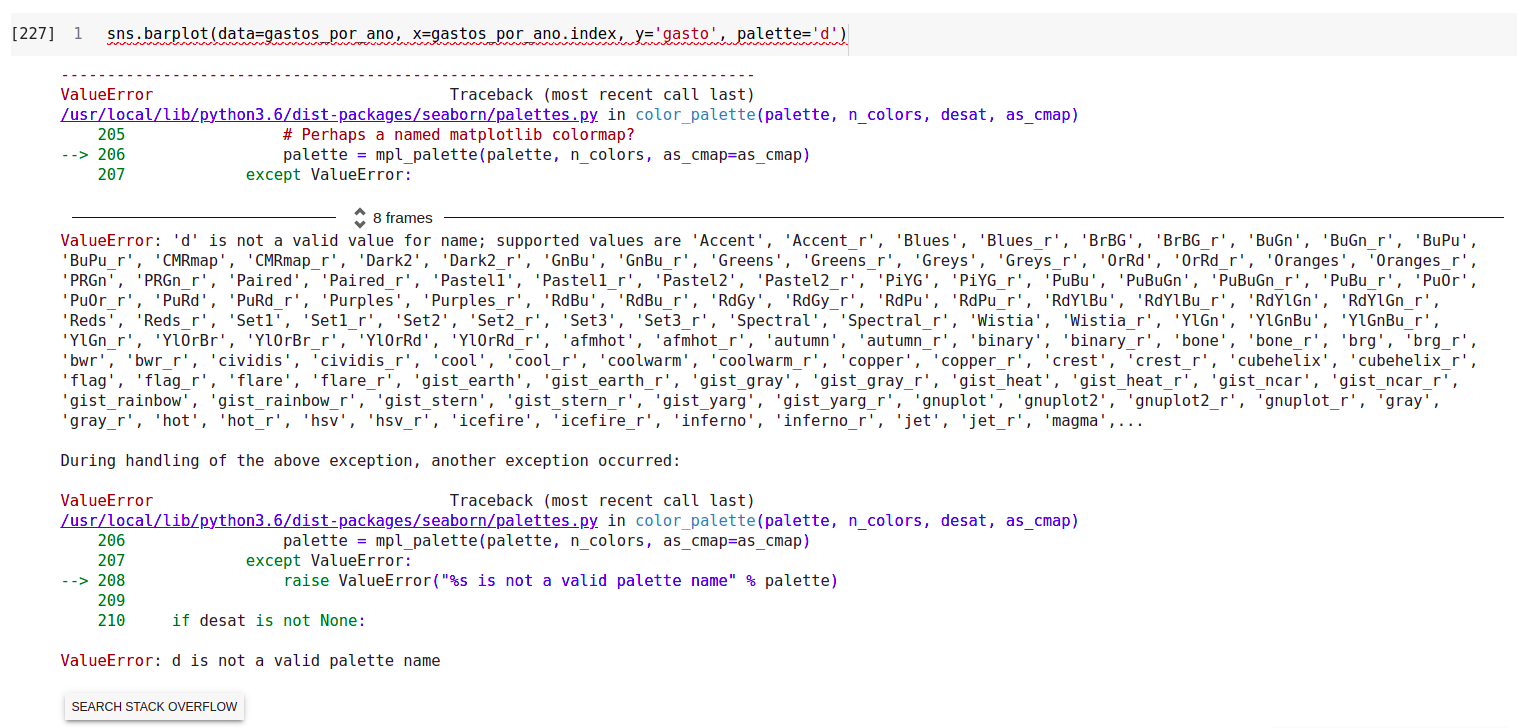 [227] 1 sns.barplot(data=gastos_por_ano, x=gastos_por_ano.index, y='gasto', palette='d')
---------------------------------------------------------------------------
ValueError                                Traceback (most recent call last)
/usr/local/lib/python3.6/dist-packages/seaborn/palettes.py in color_palette(palette, n_colors, desat, as_cmap)
    205                 # Perhaps a named matplotlib colormap?
--> 206                 palette = mpl_palette(palette, n_colors, as_cmap=as_cmap)
    207             except ValueError:
8 frames
ValueError: 'd' is not a valid value for name; supported values are 'Accent', 'Accent_r', 'Blues', 'Blues_r', 'BrBG', 'BrBG_r', 'BuGn', 'BuGn_r', 'BuPu',
'BuPu_r', 'CMRmap', 'CMRmap_r', 'Dark2', 'Dark2_r', 'GnBu', 'GnBu_r', 'Greens', 'Greens_r', 'Greys', 'Greys_r', 'OrRd', 'OrRd_r', 'Oranges', 'Oranges_r',
'PRGn', 'PRGn_r', 'Paired', 'Paired_r', 'Pastel1', 'Pastel1_r', 'Pastel2', 'Pastel2_r', 'PiYG', 'PiYG_r', 'PuBu', 'PuBuGn', 'PuBuGn_r', 'PuBu_r', 'PuOr',
'PuOr_r', 'PuRd', 'PuRd_r', 'Purples', 'Purples_r', 'RdBu', 'RdBu_r', 'RdGy', 'RdGy_r', 'RdPu', 'RdPu_r', 'RdYlBu', 'RdYlBu_r', 'RdYlGn', 'RdYlGn_r',
'Reds', 'Reds_r', 'Set1', 'Set1_r', 'Set2', 'Set2_r', 'Set3', 'Set3_r', 'Spectral', 'Spectral_r', 'Wistia', 'Wistia_r', 'YlGn', 'YlGnBu', 'YlGnBu_r',
'YlGn_r', 'YlOrBr', 'YlOrBr_r', 'YlOrRd', 'YlOrRd_r', 'afmhot', 'afmhot_r', 'autumn', 'autumn_r', 'binary', 'binary_r', 'bone', 'bone_r', 'brg', 'brg_r',
'bwr', 'bwr_r', 'cividis', 'cividis_r', 'cool', 'cool_r', 'coolwarm', 'coolwarm_r', 'copper', 'copper_r', 'crest', 'crest_r', 'cubehelix', 'cubehelix_r',
'flag', 'flag_r', 'flare', 'flare_r', 'gist_earth', 'gist_earth_r', 'gist_gray', 'gist_gray_r', 'gist_heat', 'gist_heat_r', 'gist_ncar', 'gist_ncar_r',
'gist_rainbow', 'gist_rainbow_r', 'gist_stern', 'gist_stern_r', 'gist_yarg', 'gist_yarg_r', 'gnuplot', 'gnuplot2', 'gnuplot2_r', 'gnuplot_r', 'gray',
'gray_r', 'hot', 'hot_r', 'hsv', 'hsv_r', 'icefire', 'icefire_r', 'inferno', 'inferno_r', 'jet', 'jet_r', 'magma',...
During handling of the above exception, another exception occurred:
ValueError                                Traceback (most recent call last)
/usr/local/lib/python3.6/dist-packages/seaborn/palettes.py in color_palette(palette, n_colors, desat, as_cmap)
    206                 palette = mpl_palette(palette, n_colors, as_cmap=as_cmap)
    207             except ValueError:
--> 208                 raise ValueError("%s is not a valid palette name" % palette)
    209
    210     if desat is not None:
ValueError: d is not a valid palette name
SEARCH STACK OVERFLOW